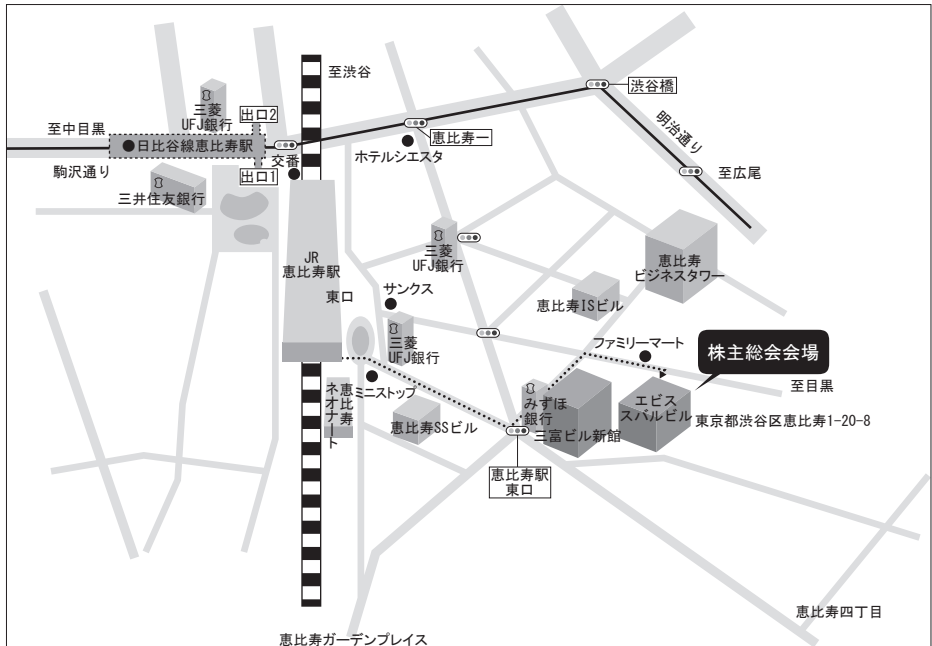 至渋谷
渋谷橋
三菱
UFJ銀行
出口2
至中目黒
日比谷線恵比寿駅
恵比寿一
明治通り
交番
ホテルシエスタ
駒沢通り
出口1
至広尾
三井住友銀行
三菱
UFJ銀行
JR
恵比寿駅
東口
恵比寿
ビジネスタワー
サンクス
恵比寿ISビル
三菱
UFJ銀行
ファミリーマート
株主総会会場
至目黒
ミニストップ
恵比寿
ネオナート
みずほ
銀行
エビス
スバルビル
東京都渋谷区恵比寿1-20-8
恵比寿SSビル
三富ビル新館
恵比寿駅
東口
恵比寿四丁目
恵比寿ガーデンプレイス